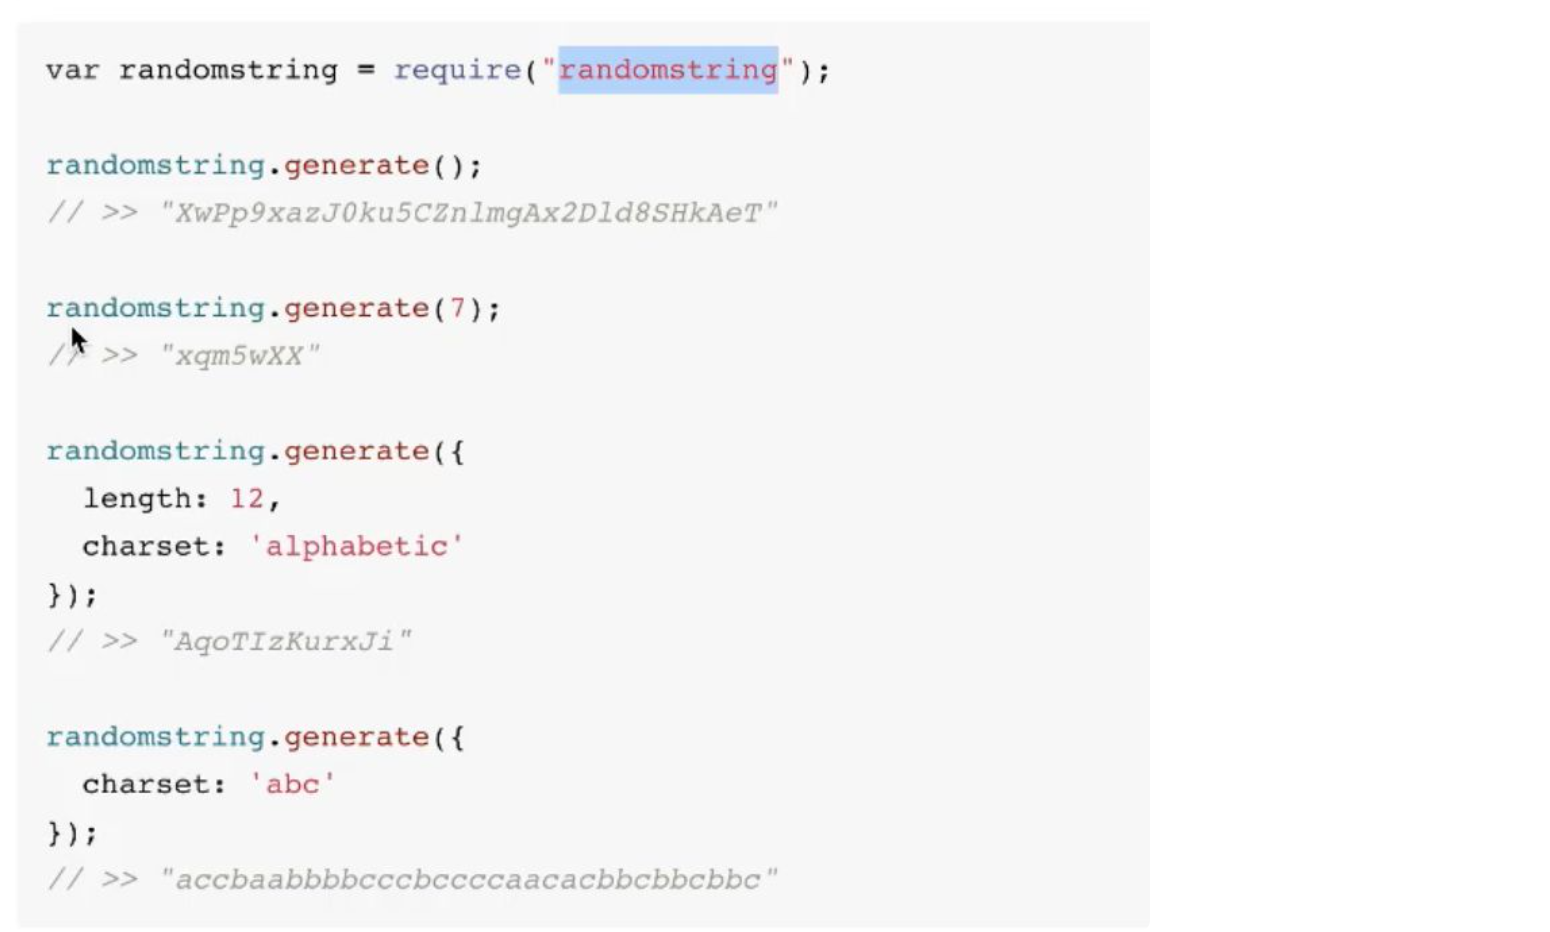 var randomstring = require("randomstring");
randomstring.generate();
// >> "XwPp9xazJ0ku5CZnlmgAx2Dld8SHkAeT"
randomstring.generate(7);
// >> "xqm5wXX"
randomstring.generate({
  length: 12,
  charset: 'alphabetic'
});
// >> "AqoTIzKurxJi"
randomstring.generate({
  charset: 'abc'
});
// >> "accbaabbbbcccbccccaacacbbcbbcbbc"